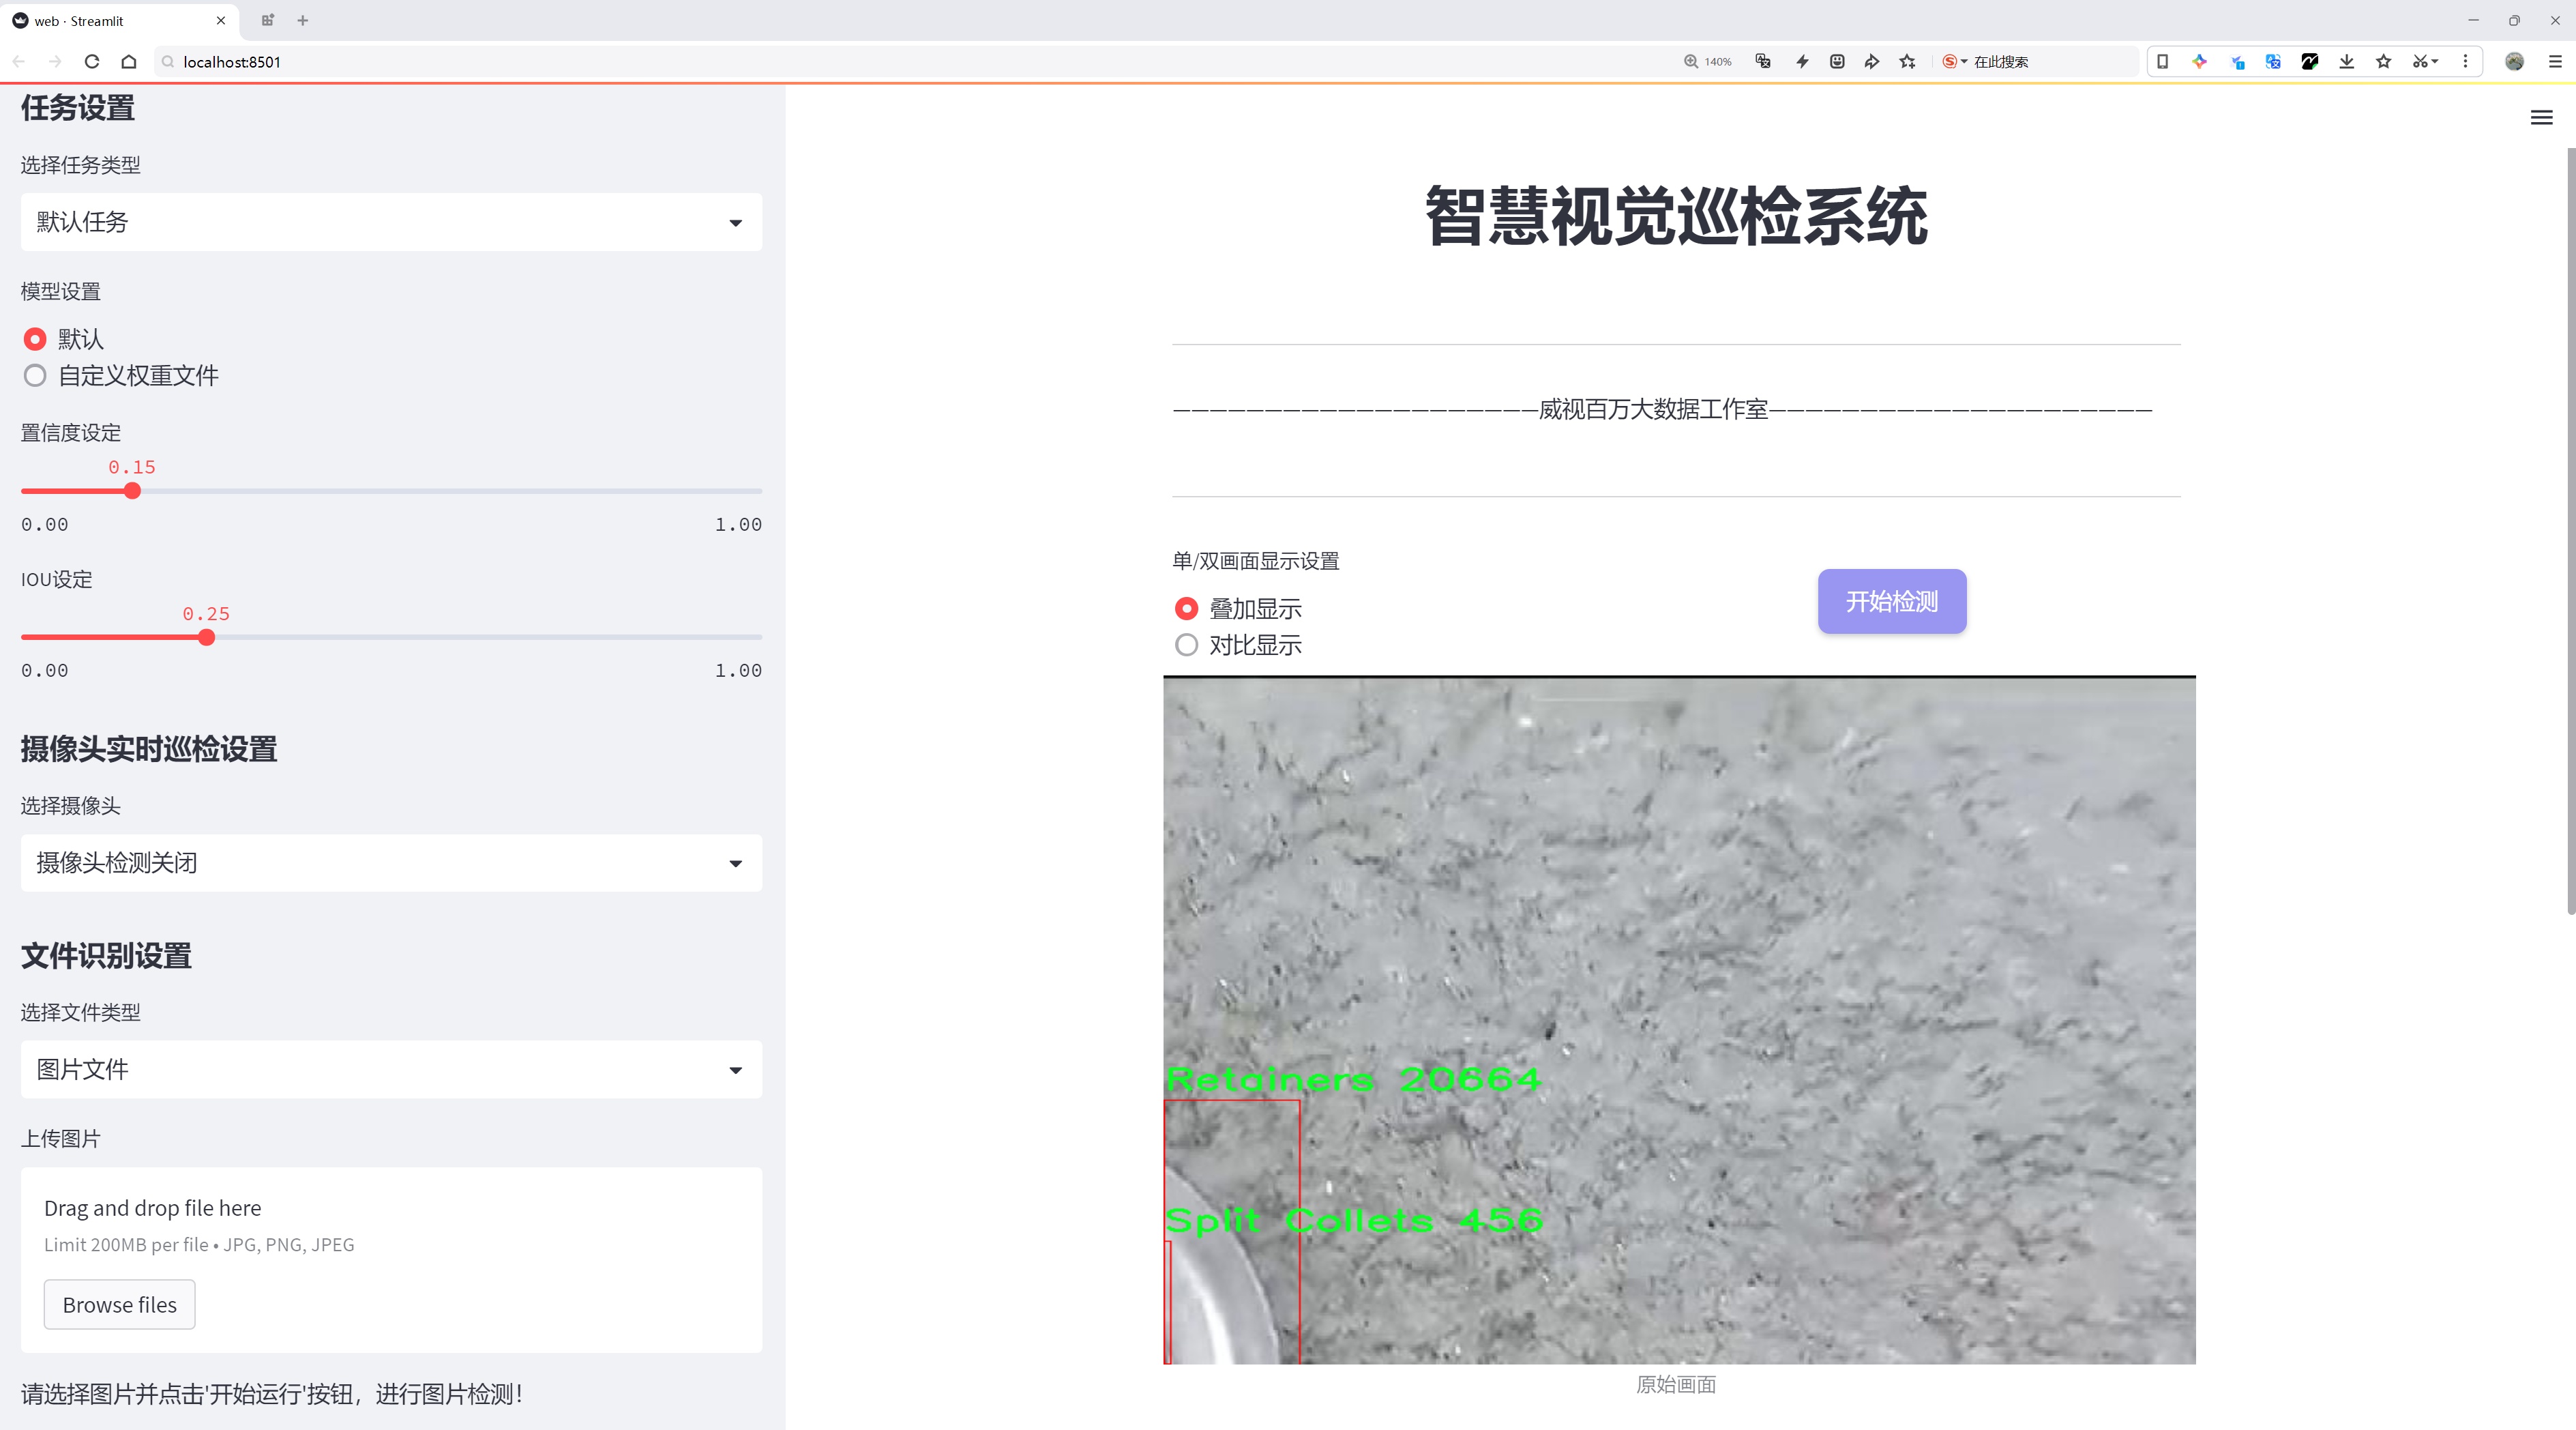 web · Streamlit
localhost:8501
140%
在此搜索
任务设置
选择任务类型
默认任务
模型设置
默认
自定义权重文件
置信度设定
0.15
0.00
1.00
IOU设定
0.25
0.00
1.00
摄像头实时巡检设置
选择摄像头
摄像头检测关闭
文件识别设置
选择文件类型
图片文件
上传图片
Drag and drop file here
Limit 200MB per file • JPG, PNG, JPEG
Browse files
请选择图片并点击'开始运行'按钮，进行图片检测！
智慧视觉巡检系统
————————————————————威视百万大数据工作室—————————————————————
单/双画面显示设置
叠加显示
对比显示
开始检测
Retainers 20664
Split Collets 456
原始画面